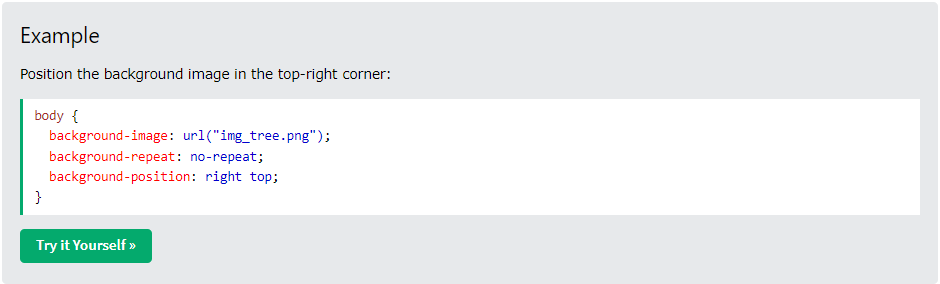 Example
Position the background image in the top-right corner:
body {
  background-image: url("img_tree.png");
  background-repeat: no-repeat;
  background-position: right top;
}
Try it Yourself »